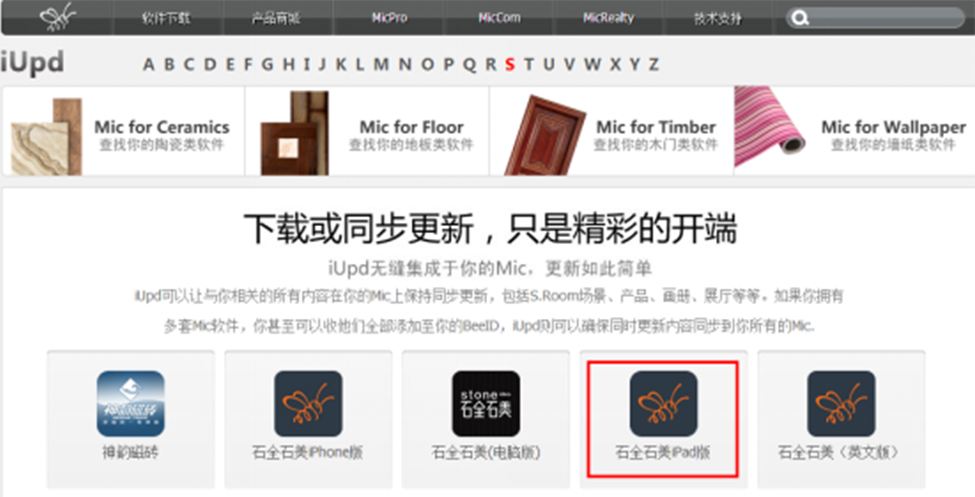 软件下载 产品商城 MicPro MicCom MicRealty 技术支持
iUpd A B C D E F G H I J K L M N O P Q R S T U V W X Y Z
Mic for Ceramics Mic for Floor Mic for Timber Mic for Wallpaper
查找你的陶瓷类软件 查找你的地板类软件 查找你的木门类软件 查找你的墙纸类软件
下载或同步更新，只是精彩的开端
iUpd无缝集成于你的Mic，更新如此简单
iUpd可以让与你相关的所有内容在你的Mic上保持同步更新，包括S.Room场景、产品、画册、展厅等等。如果你拥有
多套Mic软件，你甚至可以收他们全部添加至你的BeeID，iUpd则可以确保同时更新内容同步到你所有的Mic.
神韵磁砖
stone
石全石美
神韵磁砖 石全石美iPhone版 石全石美(电脑版) 石全石美iPad版 石全石美（英文版）